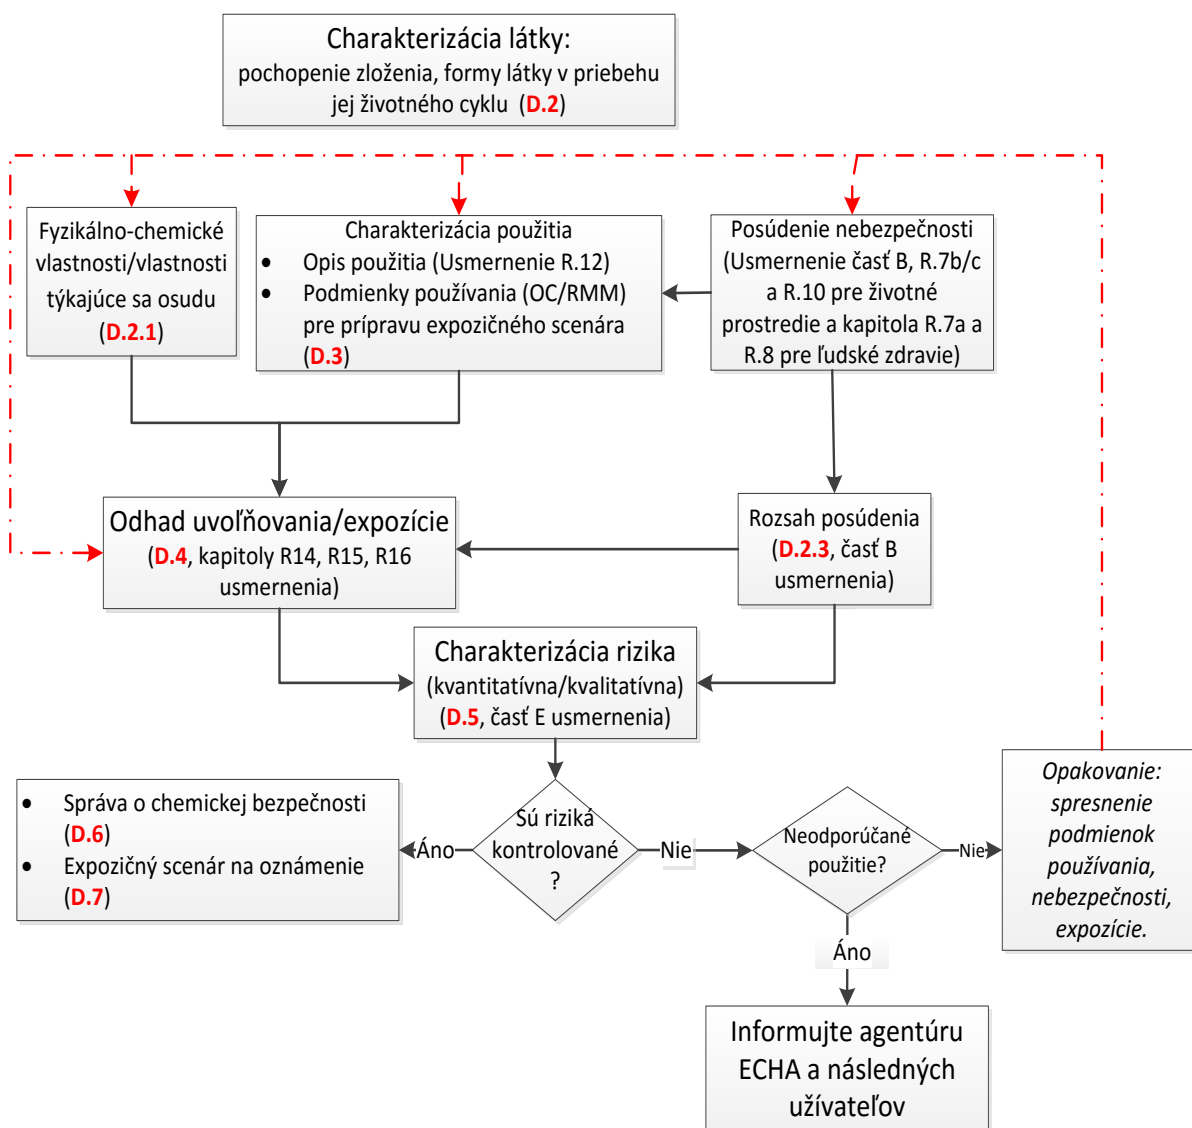 Charakterizácia látky:
pochopenie zloženia, formy látky v priebehu
jej životného cyklu (D.2)
Fyzikálno-chemické
vlastnosti/vlastnosti
týkajúce sa osudu
(D.2.1)
Charakterizácia použitia
• Opis použitia (Usmernenie R.12)
• Podmienky používania (OC/RMM)
pre prípravu expozičného scenára
(D.3)
Posúdenie nebezpečnosti
(Usmernenie časť B, R.7b/c
a R.10 pre životné
prostredie a kapitola R.7a a
R.8 pre ľudské zdravie)
Odhad uvoľňovania/expozície
(D.4, kapitoly R14, R15, R16
usmernenia)
Rozsah posúdenia
(D.2.3, časť B
usmernenia)
Charakterizácia rizika
(kvantitatívna/kvalitatívna)
(D.5, časť E usmernenia)
• Správa o chemickej bezpečnosti
(D.6)
• Expozičný scenár na oznámenie
(D.7)
Áno
Sú riziká
kontrolované
?
Nie
Neodporúčané
použitie?
Nie
Opakovanie:
spresnenie
podmienok
používania,
nebezpečnosti,
expozície.
Áno
Informujte agentúru
ECHA a následných
užívateľov